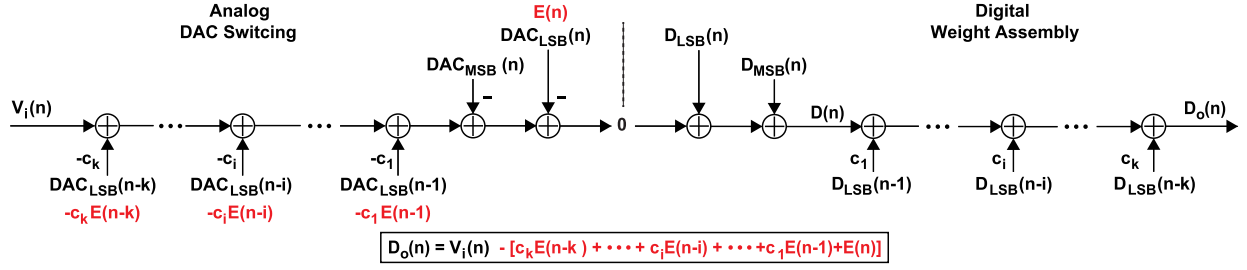 Analog
DAC Switcing
E(n)
Digital
Weight Assembly
DAC_LSB(n)
D_LSB(n)
DAC_MSB (n)
D_MSB(n)
– –
V_i(n) D(n) D_o(n)
••• ••• 0 ••• •••
-c_k -c_i -c_1 c_1 c_i c_k
DAC_LSB(n-k) DAC_LSB(n-i) DAC_LSB(n-1) D_LSB(n-1) D_LSB(n-i) D_LSB(n-k)
-c_kE(n-k) -c_iE(n-i) -c_1E(n-1)
D_o(n) = V_i(n) - [c_kE(n-k ) + •••• + c_iE(n-i) + •••• +c_1E(n-1)+E(n)]